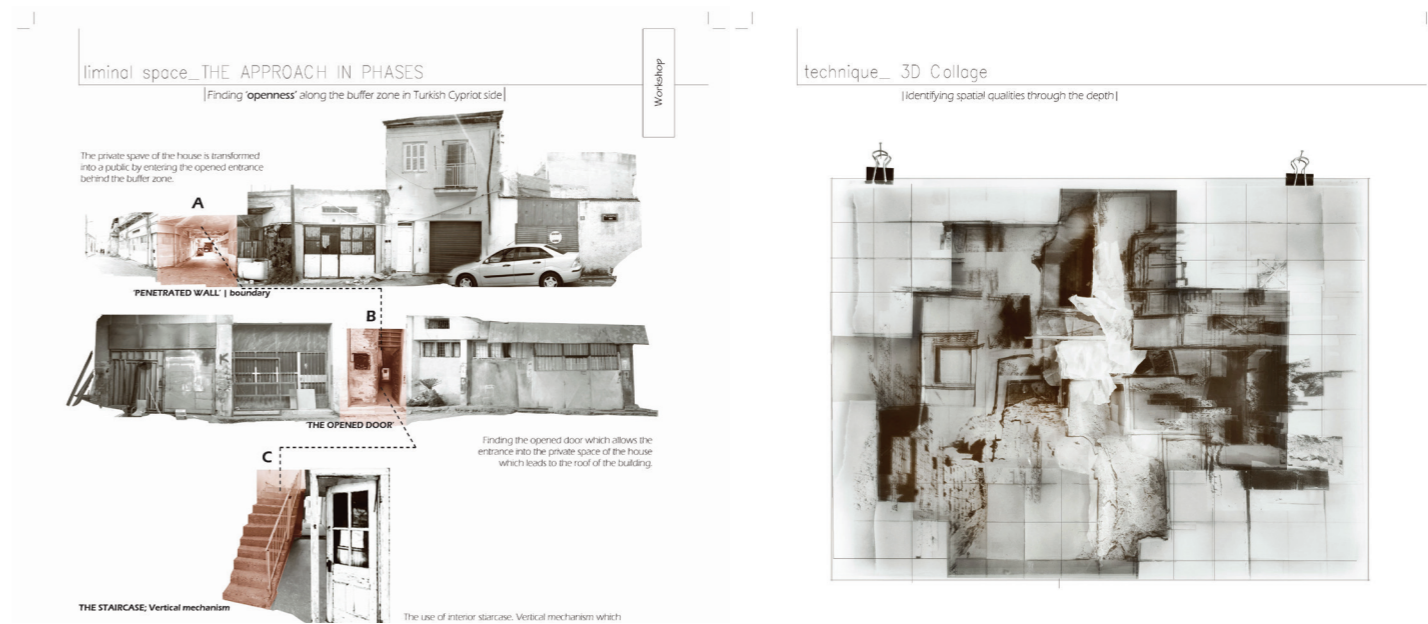 liminal space_THE APPROACH IN PHASES
Workshop
|Finding 'openness' along the buffer zone in Turkish Cypriot side|
The private spave of the house is transformed
into a public by entering the opened entrance
behind the buffer zone.
A
'PENETRATED WALL' | boundary
B
'THE OPENED DOOR'
Finding the opened door which allows the
entrance into the private space of the house
which leads to the roof of the building.
C
THE STAIRCASE; Vertical mechanism
The use of interior starcase. Vertical mechanism which
technique_ 3D Collage
|Identifying spatial qualities through the depth|